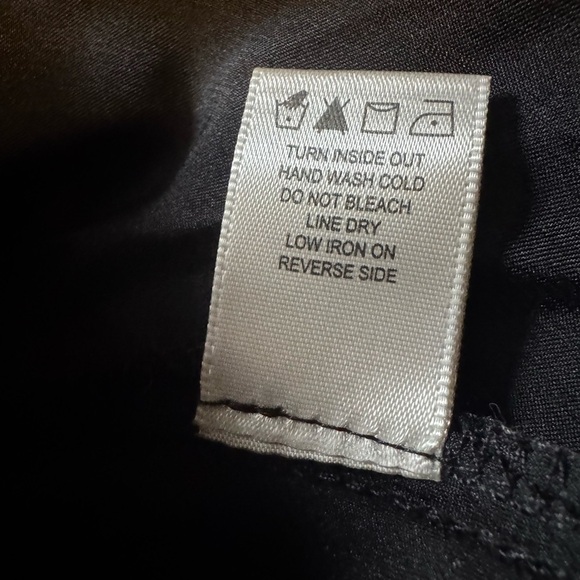 TURN INSIDE OUT
HAND WASH COLD
DO NOT BLEACH
LINE DRY
LOW IRON ON
REVERSE SIDE